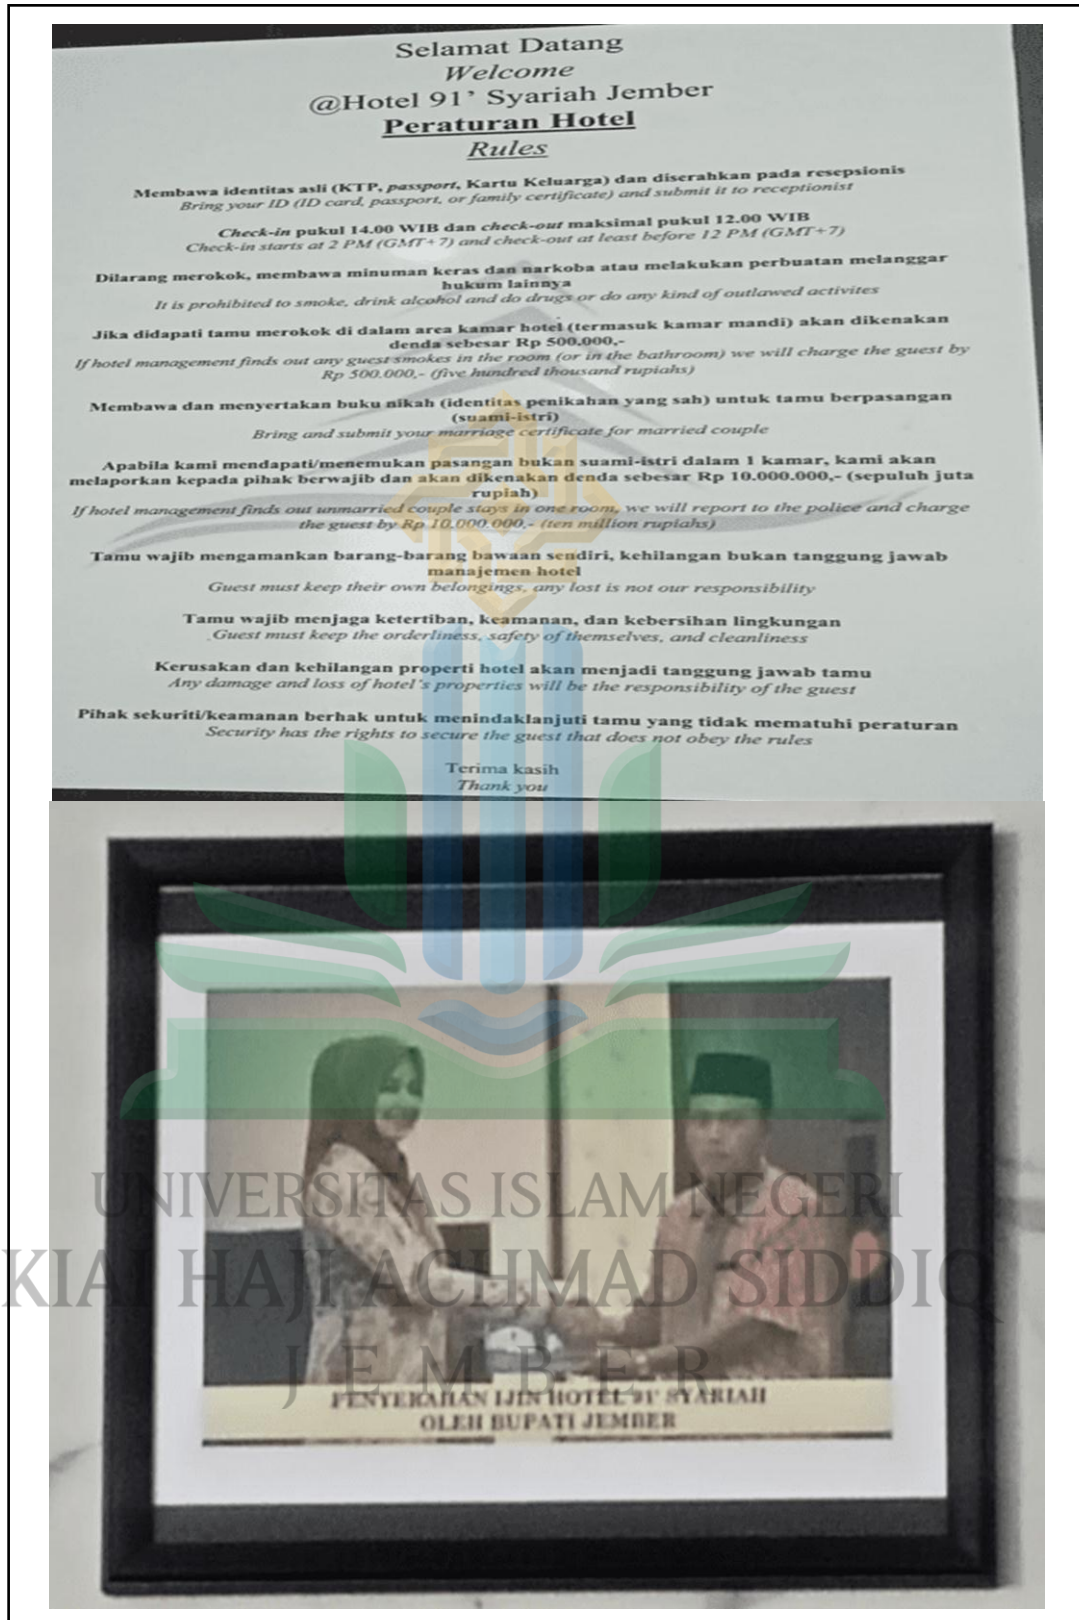 Selamat Datang
Welcome
@Hotel 91’ Syariah Jember
Peraturan Hotel
Rules
Membawa identitas asli (KTP, passport, Kartu Keluarga) dan diserahkan pada resepsionis
Bring your ID (ID card, passport, or family certificate) and submit it to receptionist
Check-in pukul 14.00 WIB dan check-out maksimal pukul 12.00 WIB
Check-in starts at 2 PM (GMT+7) and check-out at least before 12 PM (GMT+7)
Dilarang merokok, membawa minuman keras dan narkoba atau melakukan perbuatan melanggar
hukum lainnya
It is prohibited to smoke, drink alcohol and do drugs or do any kind of outlawed activites
Jika didapati tamu merokok di dalam area kamar hotel (termasuk kamar mandi) akan dikenakan
denda sebesar Rp 500.000,-
If hotel management finds out any guest smokes in the room (or in the bathroom) we will charge the guest by
Rp 500.000,- (five hundred thousand rupiahs)
Membawa dan menyertakan buku nikah (identitas penikahan yang sah) untuk tamu berpasangan
(suami-istri)
Bring and submit your marriage certificate for married couple
Apabila kami mendapati/menemukan pasangan bukan suami-istri dalam 1 kamar, kami akan
melaporkan kepada pihak berwajib dan akan dikenakan denda sebesar Rp 10.000.000,- (sepuluh juta
rupiah)
If hotel management finds out unmarried couple stays in one room, we will report to the police and charge
the guest by Rp 10.000.000,- (ten million rupiahs)
Tamu wajib mengamankan barang-barang bawaan sendiri, kehilangan bukan tanggung jawab
manajemen hotel
Guest must keep their own belongings, any lost is not our responsibility
Tamu wajib menjaga ketertiban, keamanan, dan kebersihan lingkungan
Guest must keep the orderliness, safety of themselves, and cleanliness
Kerusakan dan kehilangan properti hotel akan menjadi tanggung jawab tamu
Any damage and loss of hotel’s properties will be the responsibility of the guest
Pihak sekuriti/keamanan berhak untuk menindaklanjuti tamu yang tidak mematuhi peraturan
Security has the rights to secure the guest that does not obey the rules
Terima kasih
Thank you
UNIVERSITAS ISLAM NEGERI
KIAI HAJI ACHMAD SIDDIQ
JEMBER
PENYERAHAN IJIN HOTEL 91' SYARIAH
OLEH BUPATI JEMBER